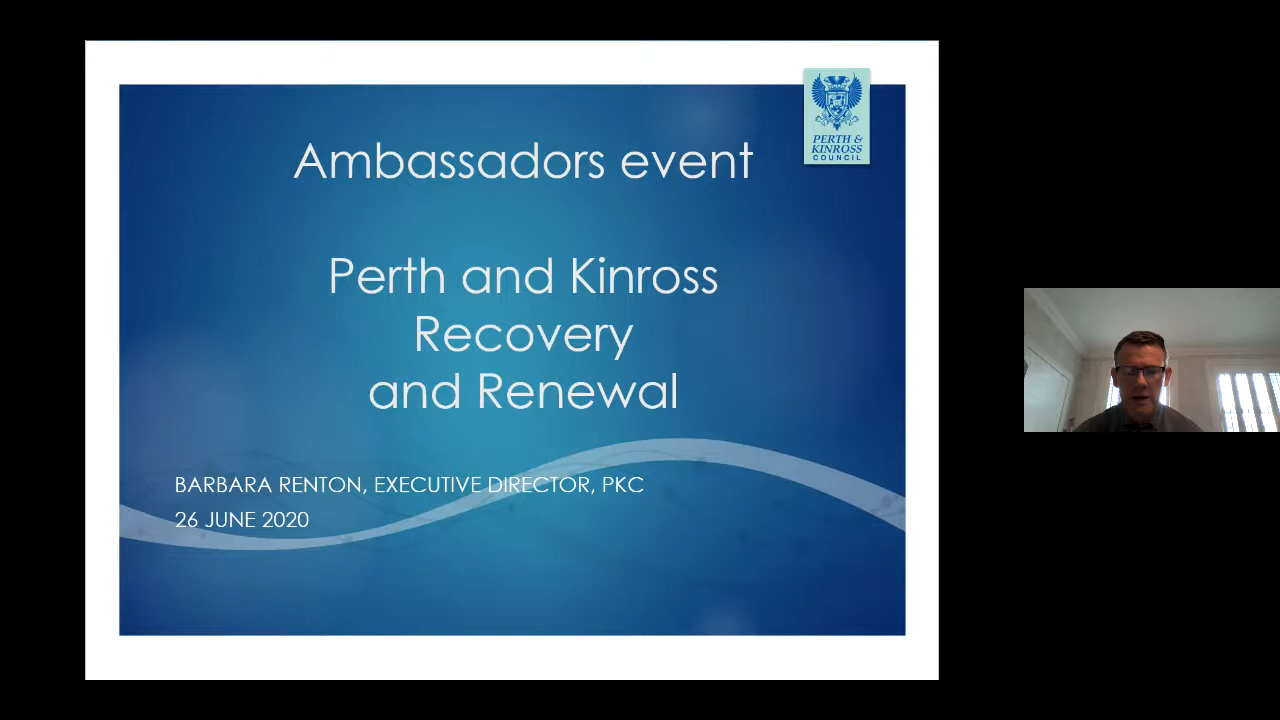 Ambassadors event
PERTH &
KINROSS
COUNCIL
Perth and Kinross
Recovery
and Renewal
BARBARA RENTON, EXECUTIVE DIRECTOR, PKC
26 JUNE 2020